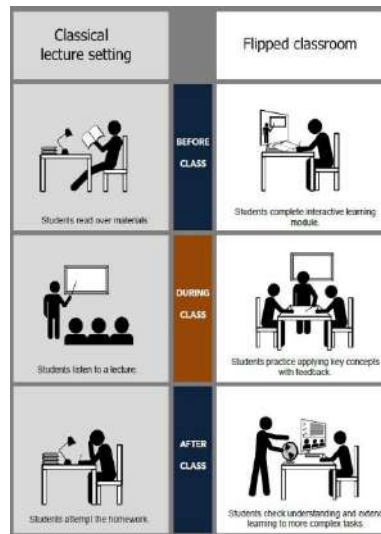 Classical
lecture setting
Flipped classroom
BEFORE
CLASS
Students read over materials
Students complete interactive learning
module.
DURING
CLASS
Students listen to a lecture.
Students practice applying key concepts
with feedback.
AFTER
CLASS
Students attempt the homework.
Students check understanding and extend
learning to more complex tasks.